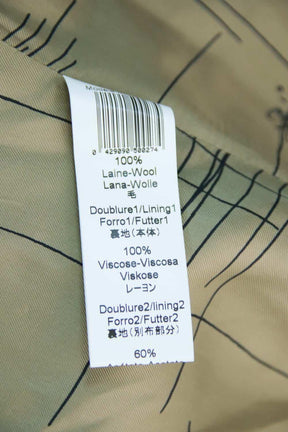 0 429090 500274
100%
Laine-Wool
Lana-Wolle
毛
Doublure1/Lining1
Forro1/Futter1
裏地(本体)
100%
Viscose-Viscosa
Viskose
レーヨン
Doublure2/lining2
Forro2/Futter2
裏地(別布部分)
60%